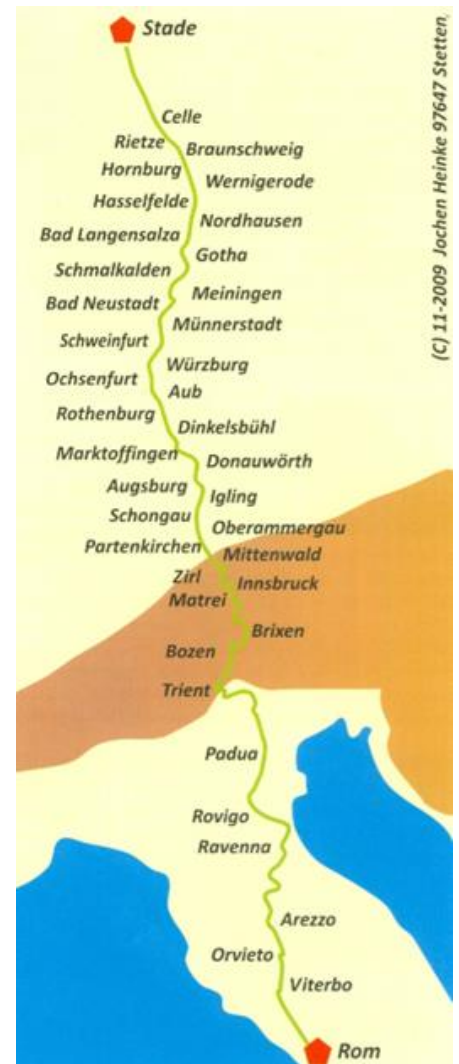 Stade
Celle
Rietze
Braunschweig
Hornburg
Wernigerode
Hasselfelde
Nordhausen
Bad Langensalza
Gotha
Schmalkalden
Meiningen
Bad Neustadt
Münnerstadt
Schweinfurt
Würzburg
Ochsenfurt
Aub
Rothenburg
Dinkelsbühl
Marktoffingen
Donauwörth
Augsburg
Igling
Schongau
Oberammergau
Partenkirchen
Mittenwald
Zirl
Innsbruck
Matrei
Brixen
Bozen
Trient
Padua
Rovigo
Ravenna
Arezzo
Orvieto
Viterbo
Rom
(C) 11-2009 Jochen Heinke 97647 Stetten,